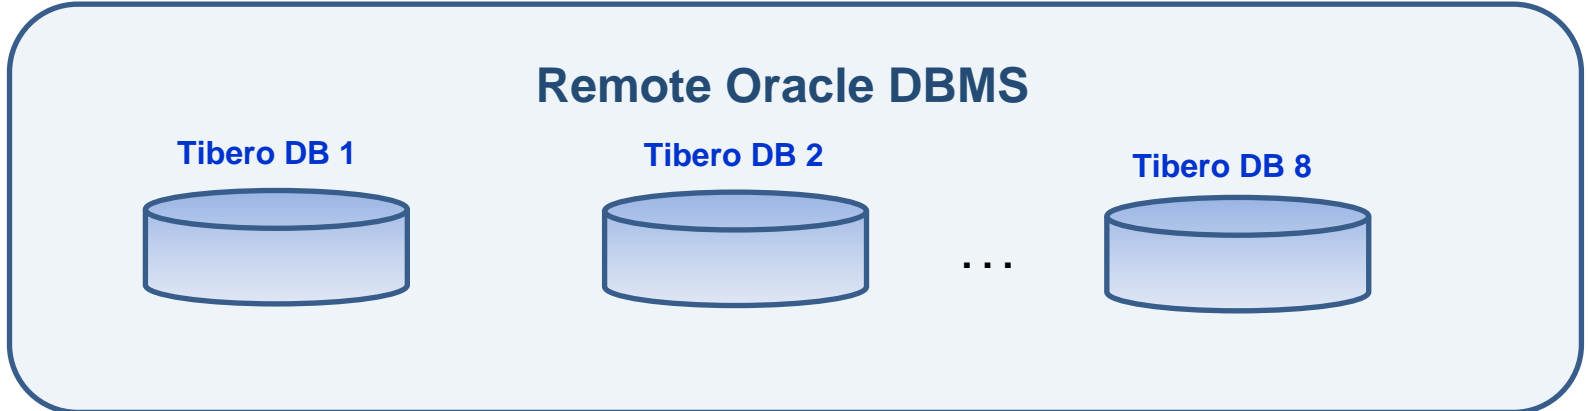 Remote Oracle DBMS
Tibero DB 1
Tibero DB 2
Tibero DB 8
. . .